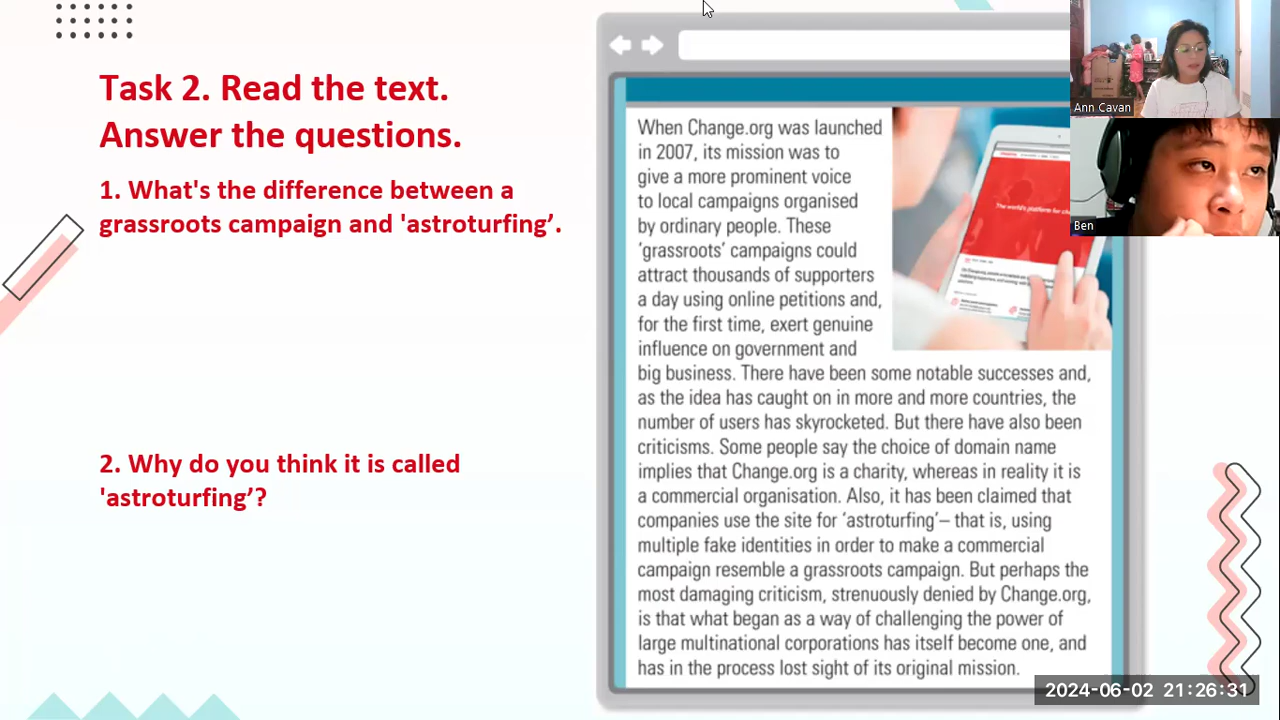 Task 2. Read the text.
Answer the questions.
1. What's the difference between a
grassroots campaign and 'astroturfing’.
2. Why do you think it is called
'astroturfing’?
When Change.org was launched
in 2007, its mission was to
give a more prominent voice
to local campaigns organised
by ordinary people. These
‘grassroots’ campaigns could
attract thousands of supporters
a day using online petitions and,
for the first time, exert genuine
influence on government and
big business. There have been some notable successes and,
as the idea has caught on in more and more countries, the
number of users has skyrocketed. But there have also been
criticisms. Some people say the choice of domain name
implies that Change.org is a charity, whereas in reality it is
a commercial organisation. Also, it has been claimed that
companies use the site for ‘astroturfing’– that is, using
multiple fake identities in order to make a commercial
campaign resemble a grassroots campaign. But perhaps the
most damaging criticism, strenuously denied by Change.org,
is that what began as a way of challenging the power of
large multinational corporations has itself become one, and
has in the process lost sight of its original mission.
Ann Cavan
Ben
2024-06-02 21:26:31